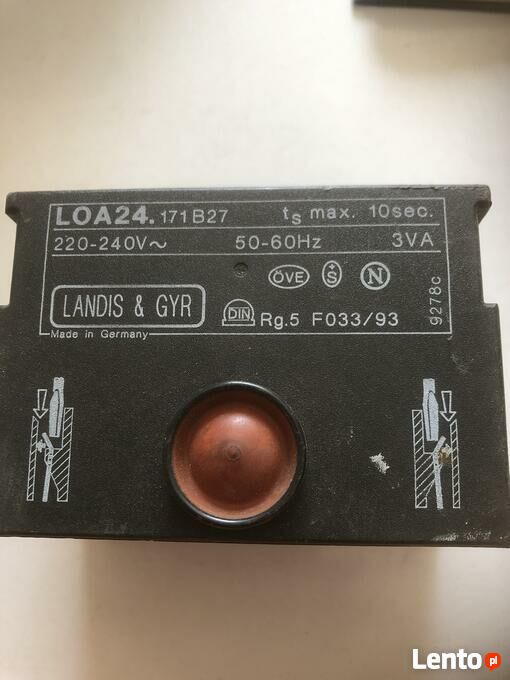 LOA24. 171B27 ts max. 10sec.
220-240V~ 50-60Hz 3VA
ÖVE +S N
LANDIS & GYR
DIN Rg.5 F033/93
Made in Germany
9278c
Lento.pl